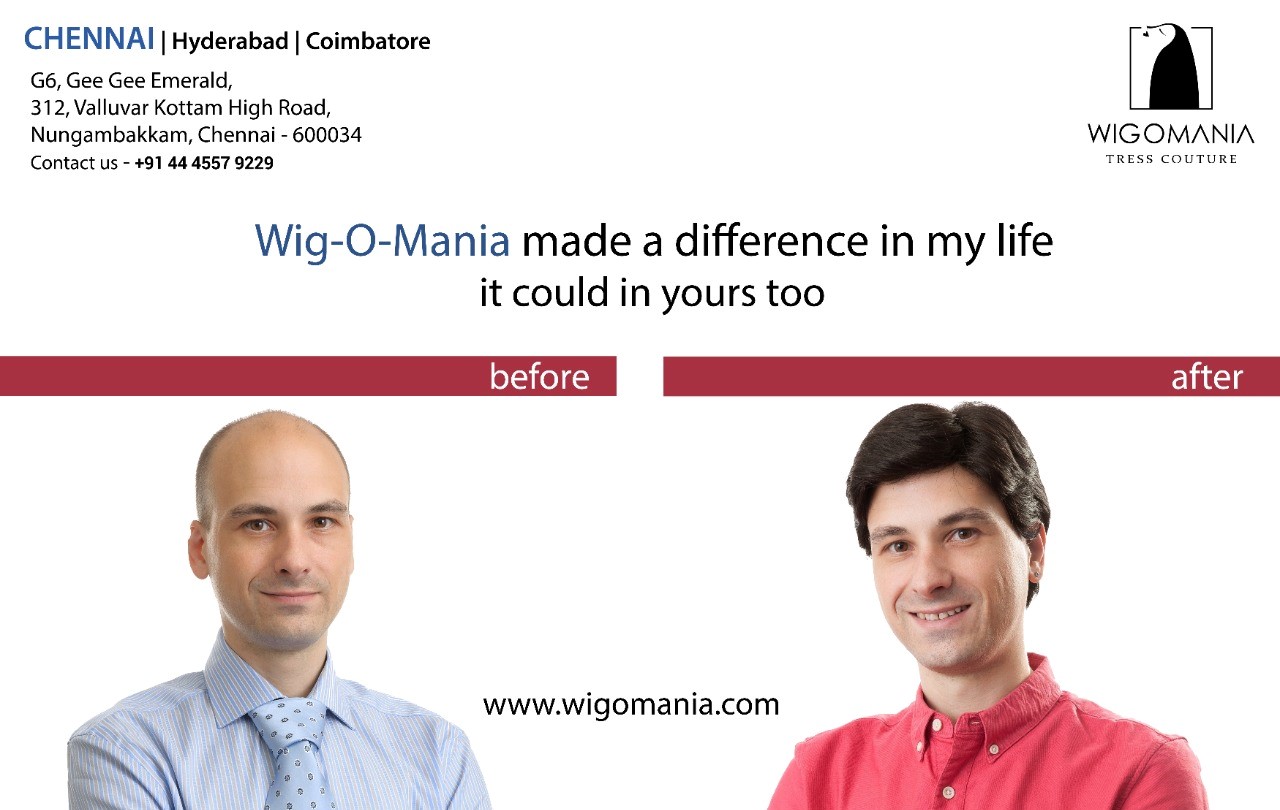 CHENNAI | Hyderabad | Coimbatore
G6, Gee Gee Emerald,
312, Valluvar Kottam High Road,
Nungambakkam, Chennai - 600034
Contact us - +91 44 4557 9229
WIGOMANIA
TRESS COUTURE
Wig-O-Mania made a difference in my life
it could in yours too
before
after
www.wigomania.com